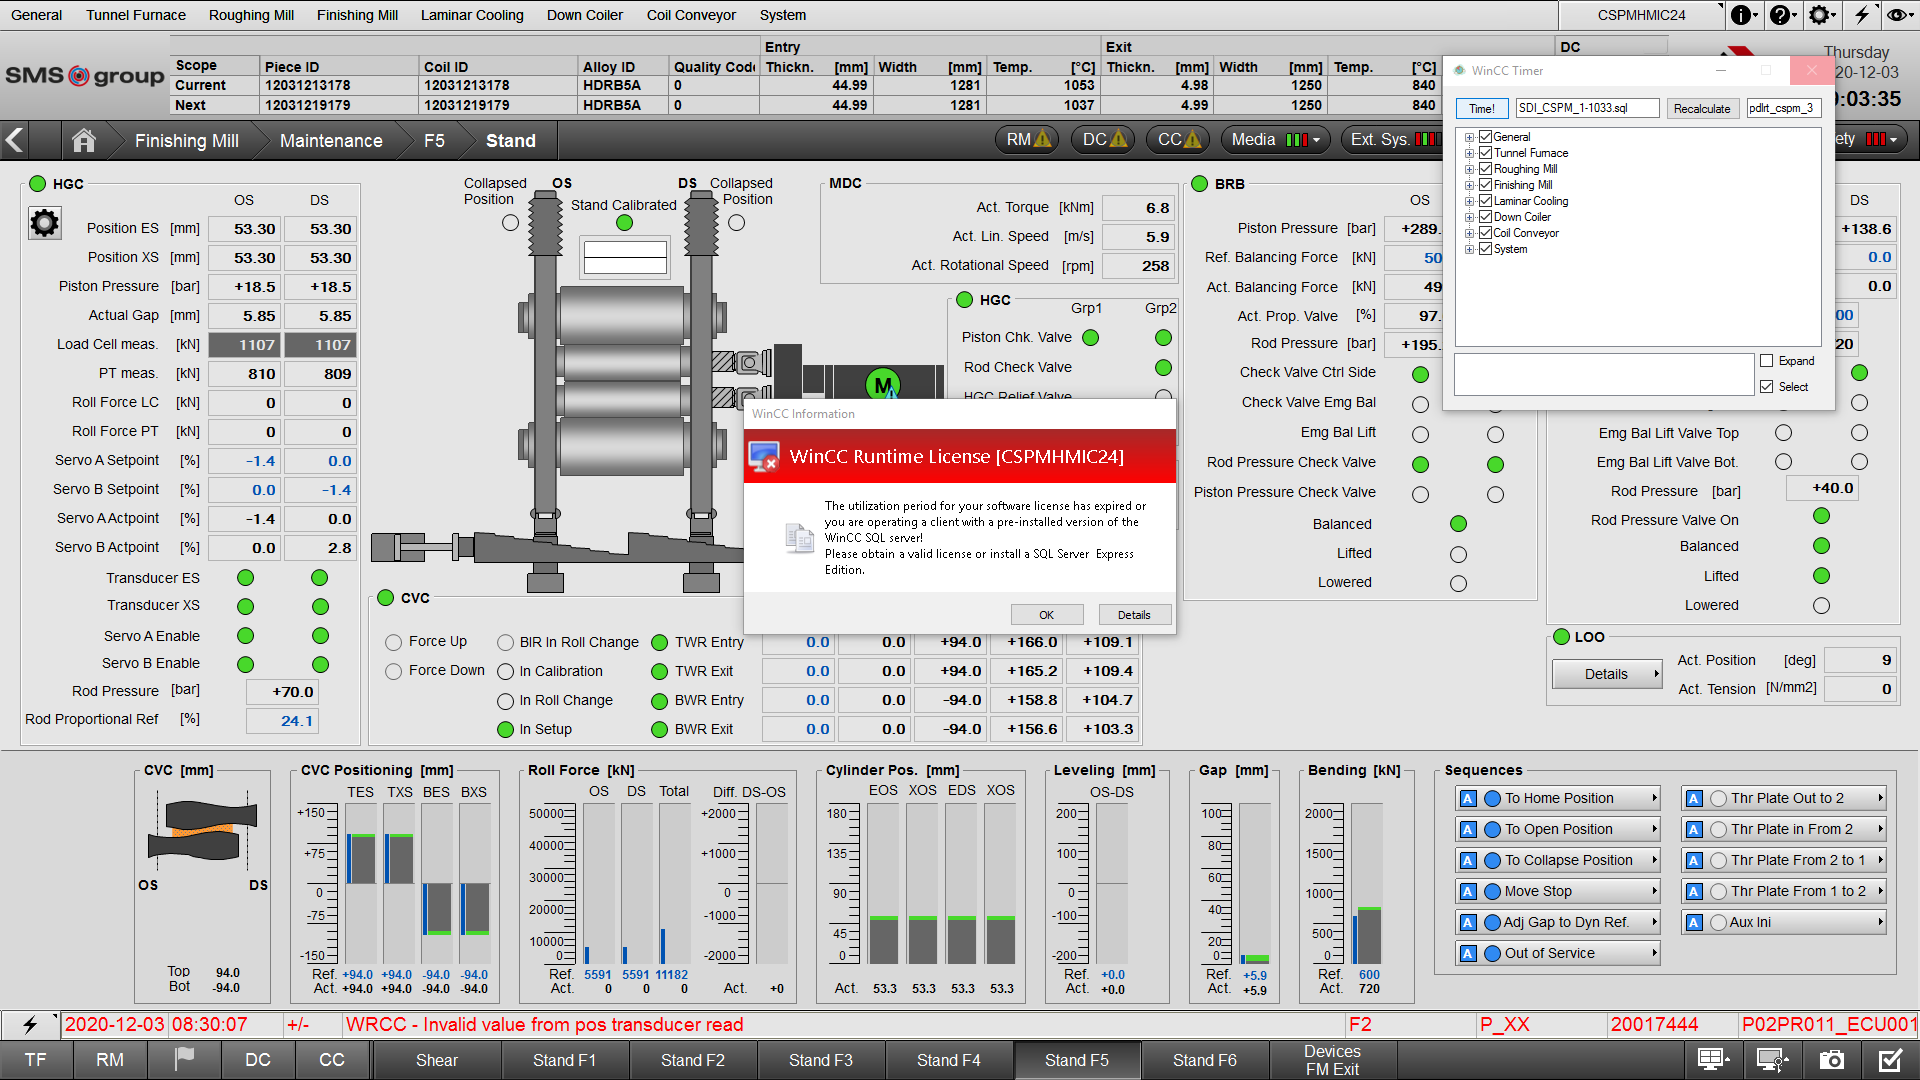 General Tunnel Furnace Roughing Mill Finishing Mill Laminar Cooling Down Coiler Coil Conveyor System CSPMHMIC24
SMS group
Entry Exit DC
Scope Piece ID Coil ID Alloy ID Quality Code Thickn. [mm] Width [mm] Temp. [°C] Thickn. [mm] Width [mm] Temp. [°C]
Current 12031213178 12031213178 HDRB5A 0 44.99 1281 1053 4.98 1250 840
Next 12031219179 12031219179 HDRB5A 0 44.99 1281 1037 4.99 1250 840
Thursday
20-12-03
:03:35
Finishing Mill Maintenance F5 Stand
RM DC CC Media Ext. Sys. ety
WinCC Timer
Time! SDI_CSPM_1-1033.sql Recalculate pdlrt_cspm_3
General
Tunnel Furnace
Roughing Mill
Finishing Mill
Laminar Cooling
Down Coiler
Coil Conveyor
System
Expand
Select
HGC
OS DS
Position ES [mm] 53.30 53.30
Position XS [mm] 53.30 53.30
Piston Pressure [bar] +18.5 +18.5
Actual Gap [mm] 5.85 5.85
Load Cell meas. [kN] 1107 1107
PT meas. [kN] 810 809
Roll Force LC [kN] 0 0
Roll Force PT [kN] 0 0
Servo A Setpoint [%] -1.4 0.0
Servo B Setpoint [%] 0.0 -1.4
Servo A Actpoint [%] -1.4 0.0
Servo B Actpoint [%] 0.0 2.8
Transducer ES
Transducer XS
Servo A Enable
Servo B Enable
Rod Pressure [bar] +70.0
Rod Proportional Ref [%] 24.1
Collapsed Position OS
Stand Calibrated
DS Collapsed Position
M
MDC
Act. Torque [kNm] 6.8
Act. Lin. Speed [m/s] 5.9
Act. Rotational Speed [rpm] 258
HGC
Grp1 Grp2
Piston Chk. Valve
Rod Check Valve
HGC Relief Valve
WinCC Information
WinCC Runtime License [CSPMHMIC24]
The utilization period for your software license has expired or
you are operating a client with a pre-installed version of the
WinCC SQL server!
Please obtain a valid license or install a SQL Server Express
Edition.
OK Details
BRB
OS
Piston Pressure [bar] +289.
Ref. Balancing Force [kN] 50
Act. Balancing Force [kN] 49
Act. Prop. Valve [%] 97.
Rod Pressure [bar] +195.
Check Valve Ctrl Side
Check Valve Emg Bal
Emg Bal Lift
Rod Pressure Check Valve
Piston Pressure Check Valve
Balanced
Lifted
Lowered
DS
+138.6
0.0
0.0
00
20
Emg Bal Lift Valve Top
Emg Bal Lift Valve Bot.
Rod Pressure [bar] +40.0
Rod Pressure Valve On
Balanced
Lifted
Lowered
LOO
Details
Act. Position [deg] 9
Act. Tension [N/mm2] 0
CVC
Force Up BIR In Roll Change TWR Entry 0.0 0.0 +94.0 +166.0 +109.1
Force Down In Calibration TWR Exit 0.0 0.0 +94.0 +165.2 +109.4
In Roll Change BWR Entry 0.0 0.0 -94.0 +158.8 +104.7
In Setup BWR Exit 0.0 0.0 -94.0 +156.6 +103.3
CVC [mm]
OS DS
Top 94.0
Bot -94.0
CVC Positioning [mm]
TES TXS BES BXS
+150
+75
0
-75
-150
Ref. +94.0 +94.0 -94.0 -94.0
Act. +94.0 +94.0 -94.0 -94.0
Roll Force [kN]
OS DS Total Diff. DS-OS
50000
40000
30000
20000
10000
0
+2000
+1000
0
-1000
-2000
Ref. 5591 5591 11182
Act. 0 0 0 Act. +0
Cylinder Pos. [mm]
EOS XOS EDS XOS
180
135
90
45
0
Act. 53.3 53.3 53.3 53.3
Leveling [mm]
OS-DS
200
100
0
-100
-200
Ref. +0.0
Act. +0.0
Gap [mm]
100
80
60
40
20
0
Ref. +5.9
Act. +5.9
Bending [kN]
2000
1500
1000
500
0
Ref. 600
Act. 720
Sequences
A To Home Position A Thr Plate Out to 2
A To Open Position A Thr Plate in From 2
A To Collapse Position A Thr Plate From 2 to 1
A Move Stop A Thr Plate From 1 to 2
A Adj Gap to Dyn Ref. A Aux Ini
A Out of Service
2020-12-03 08:30:07 +/- WRCC - Invalid value from pos transducer read F2 P_XX 20017444 P02PR011_ECU001
TF RM DC CC Shear Stand F1 Stand F2 Stand F3 Stand F4 Stand F5 Stand F6 Devices FM Exit